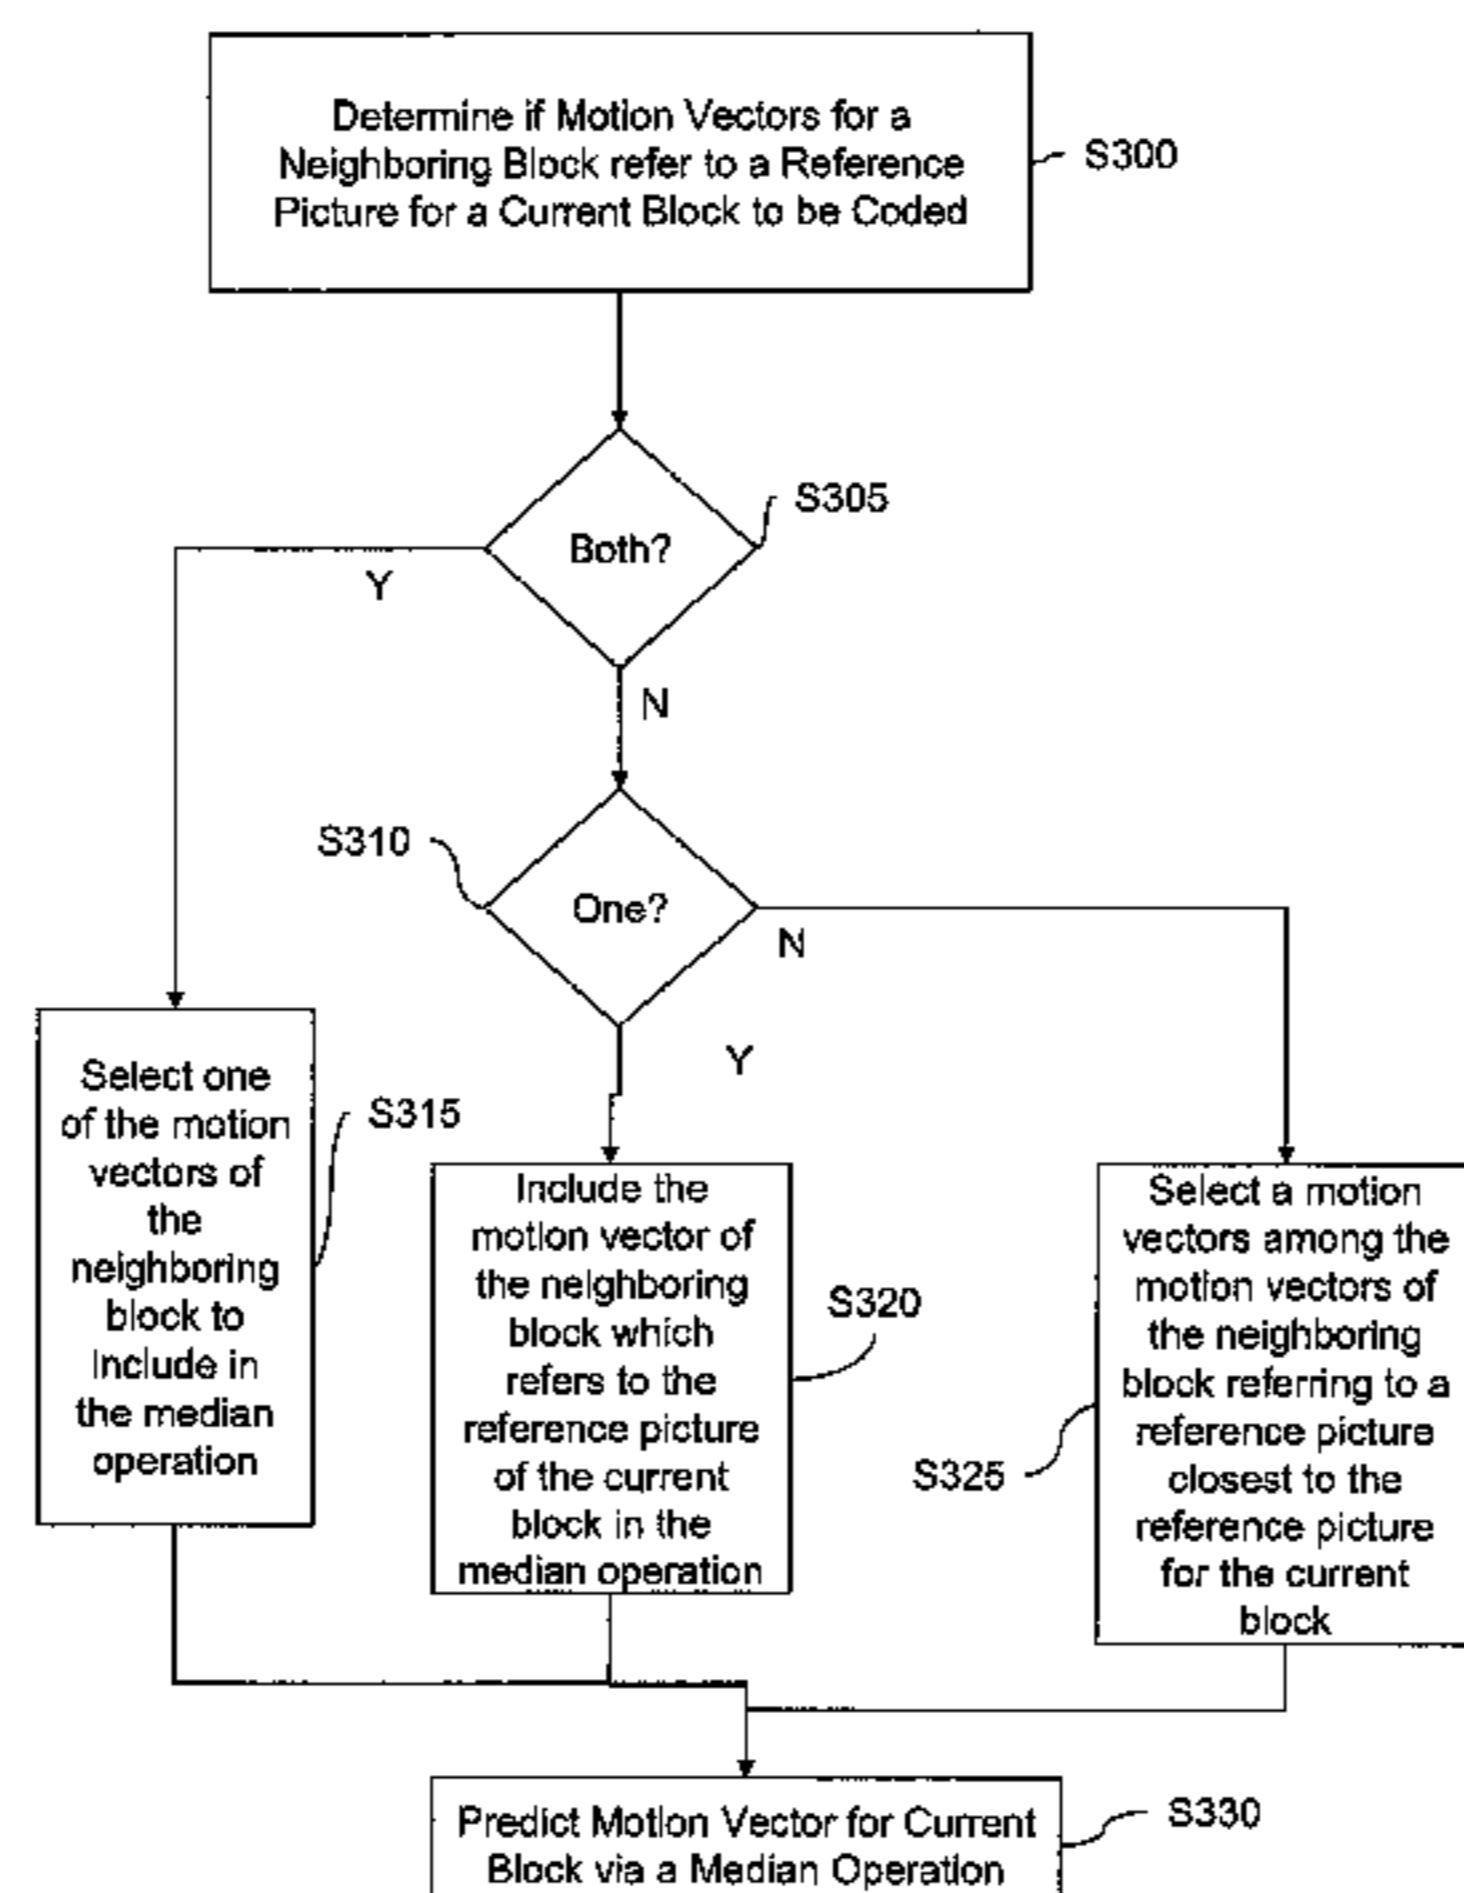 Determine if Motion Vectors for a
Neighboring Block refer to a Reference
Picture for a Current Block to be Coded
S300
S305
Both?
Y
N
S310
One?
N
Y
Select one
of the motion
vectors of
the
neighboring
block to
Include in
the median
operation
S315
Include the
motion vector of
the neighboring
block which
refers to the
reference picture
of the current
block in the
median operation
S320
Select a motion
vectors among the
motion vectors of
the neighboring
block referring to a
reference picture
closest to the
reference picture
for the current
block
S325
Predict Motion Vector for Current
Block via a Median Operation
S330